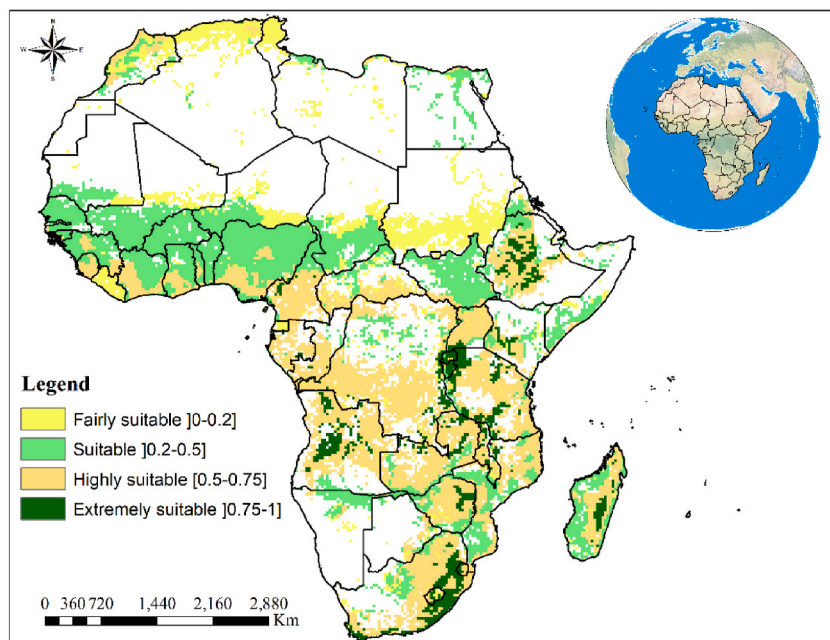 N
W E
S
Legend
Fairly suitable ]0-0.2]
Suitable ]0.2-0.5]
Highly suitable [0.5-0.75]
Extremely suitable ]0.75-1]
0 360 720 1,440 2,160 2,880
Km